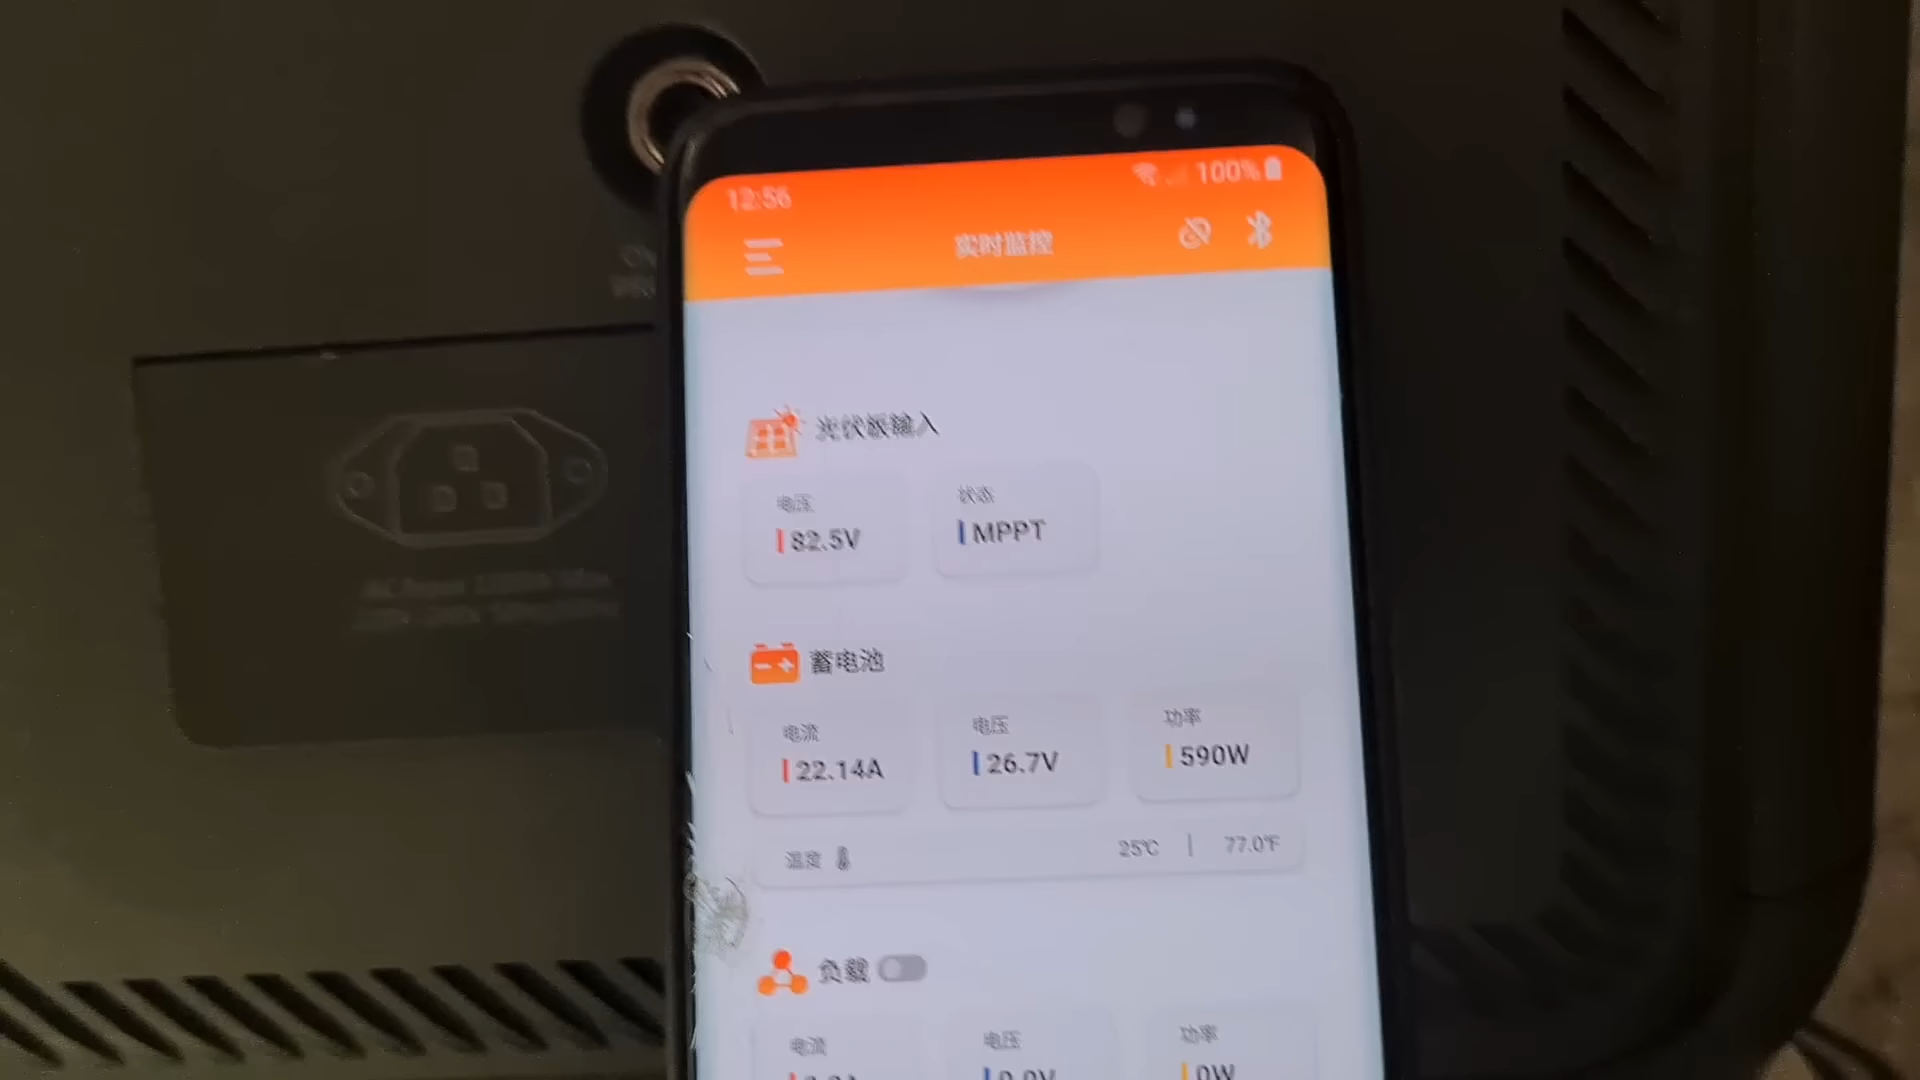 12:56
100%
实时监控
光伏板输入
电压
状态
82.5V
MPPT
蓄电池
电流
电压
功率
22.14A
26.7V
590W
温度
25℃ | 77.0℉
负载
电流
电压
功率
0.0V
0W